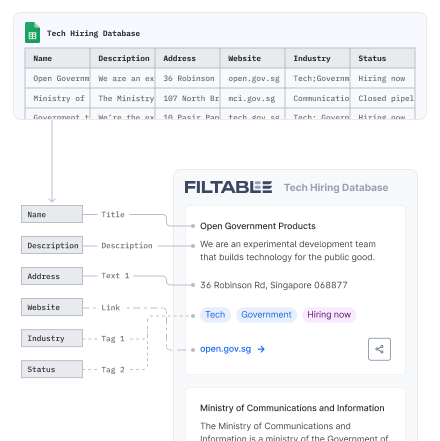 Tech Hiring Database
Name Description Address Website Industry Status
Open Governm We are an ex 36 Robinson open.gov.sg Tech;Governm Hiring now
Ministry of The Ministry 107 North Br mci.gov.sg Communicatio Closed pipel
Government t We're the ex 10 Pasir Pan tech.gov.sg Tech; Govern Hiring now
FILTABLE Tech Hiring Database
Name Title
Open Government Products
Description Description
We are an experimental development team
that builds technology for the public good.
Address Text 1
36 Robinson Rd, Singapore 068877
Website Link
Tech Government Hiring now
Industry Tag 1
open.gov.sg →
Status Tag 2
Ministry of Communications and Information
The Ministry of Communications and
Information is a ministry of the Government of